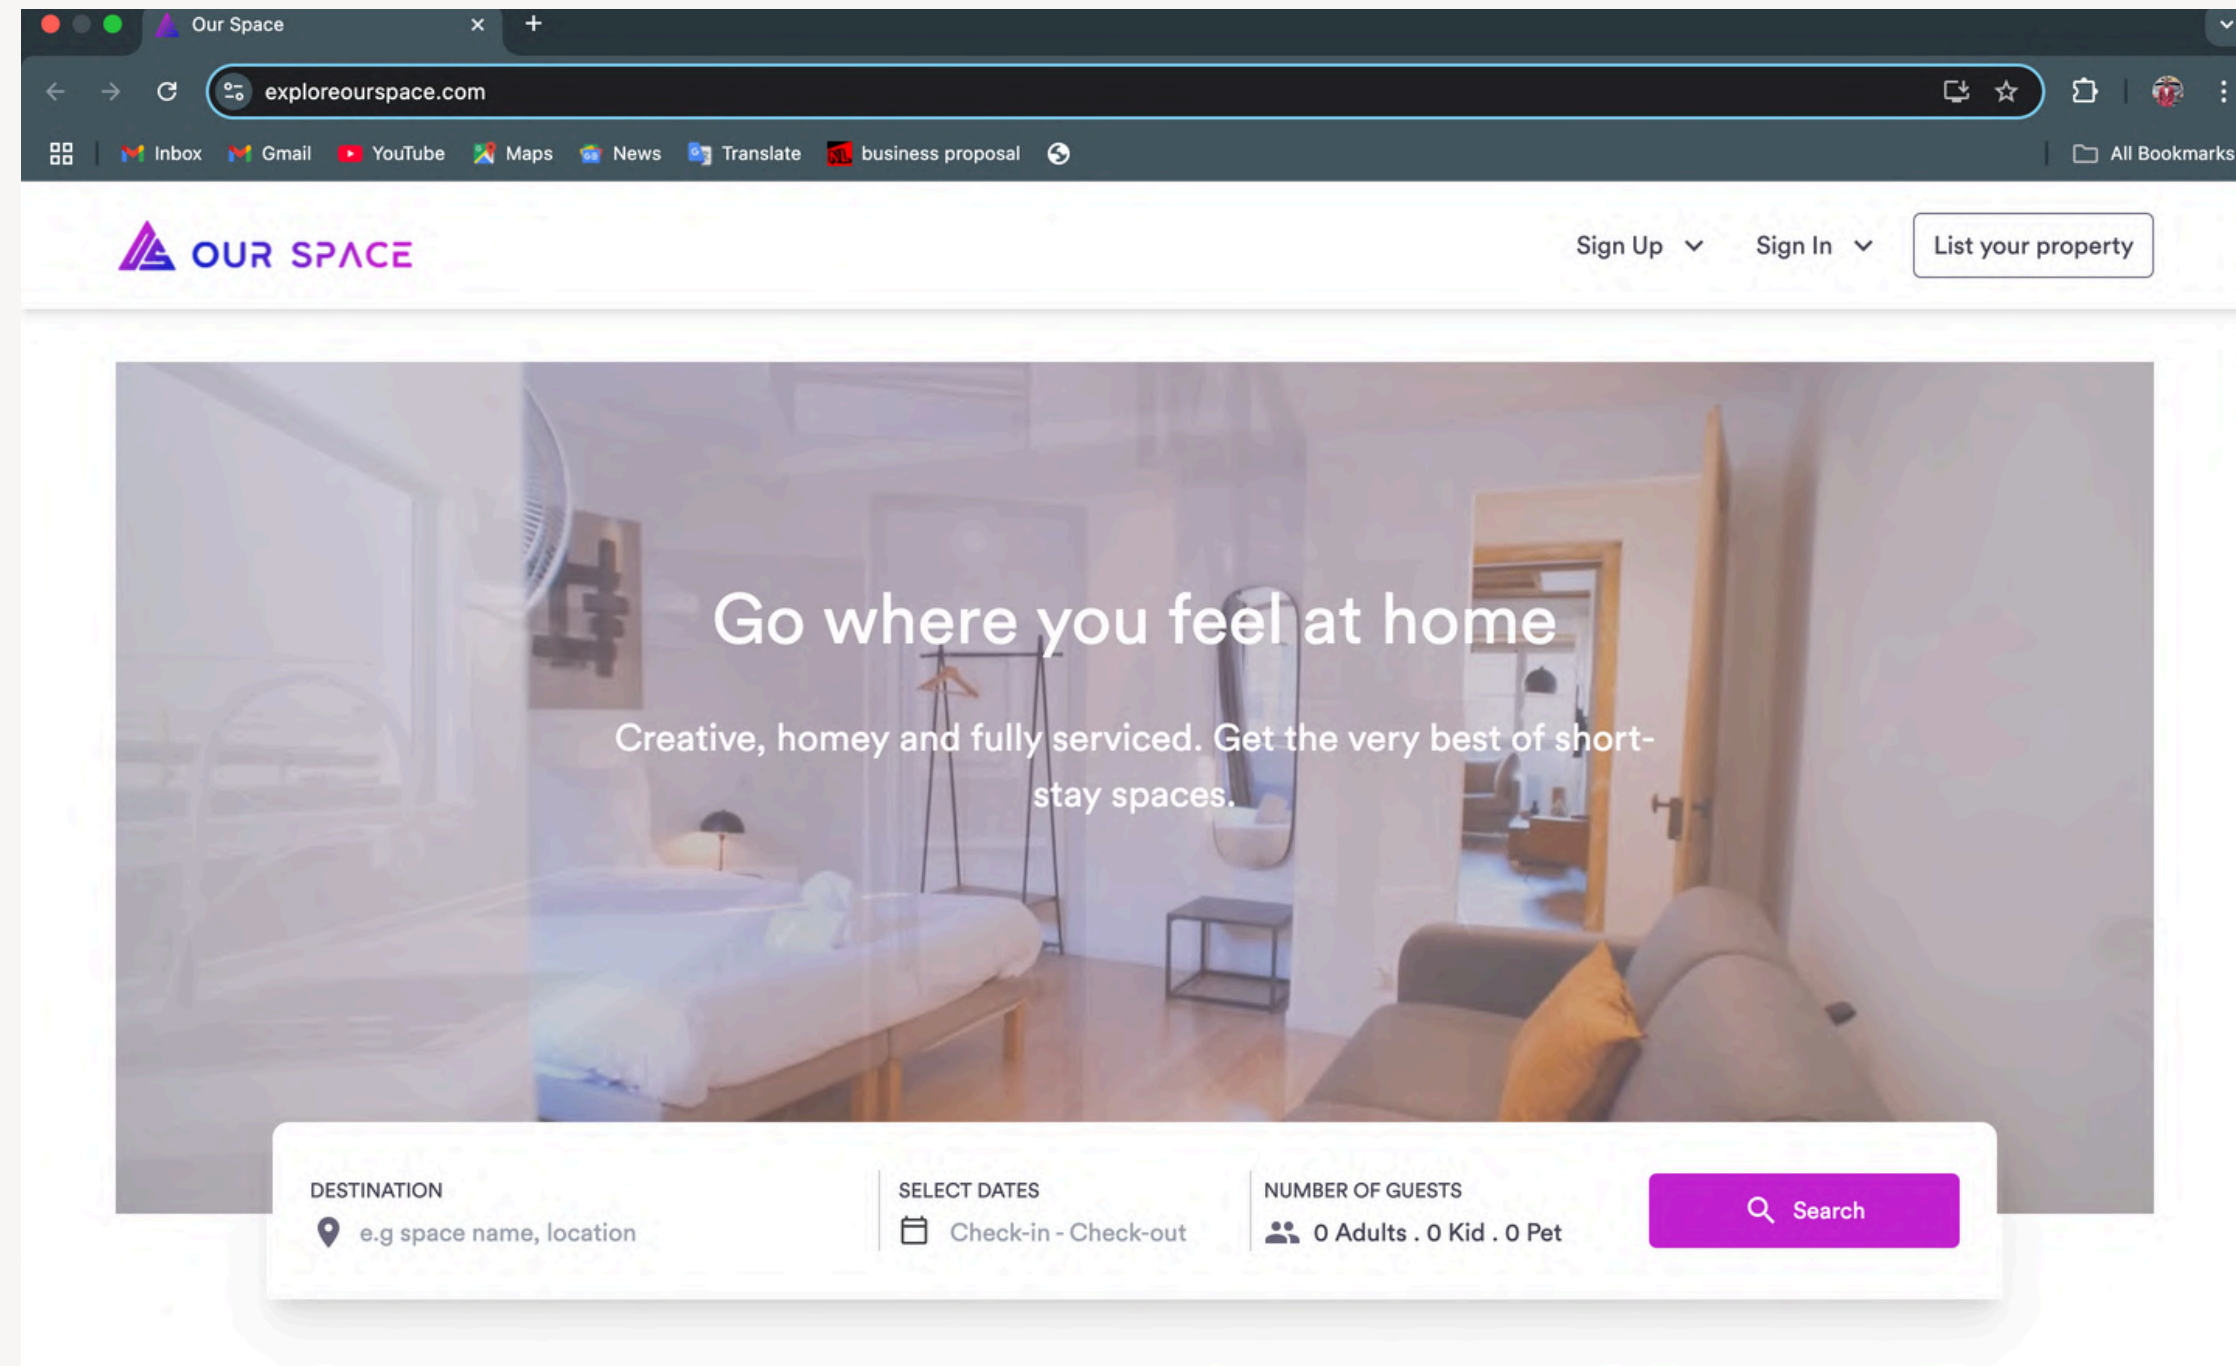 Our Space
exploreourspace.com
Inbox Gmail YouTube Maps News Translate business proposal All Bookmarks
OUR SPACE Sign Up Sign In List your property
Go where you feel at home
Creative, homey and fully serviced. Get the very best of short-
stay spaces.
DESTINATION SELECT DATES NUMBER OF GUESTS
e.g space name, location Check-in - Check-out 0 Adults . 0 Kid . 0 Pet
Search